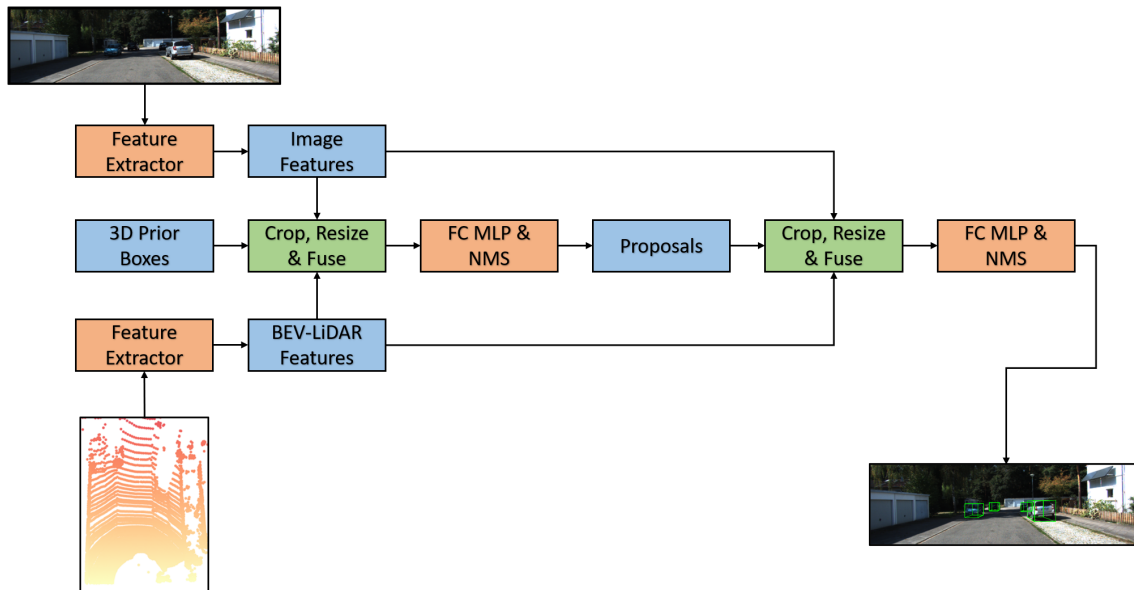 Feature
Extractor
Image
Features
3D Prior
Boxes
Crop, Resize
& Fuse
FC MLP &
NMS
Proposals
Crop, Resize
& Fuse
FC MLP &
NMS
Feature
Extractor
BEV-LiDAR
Features